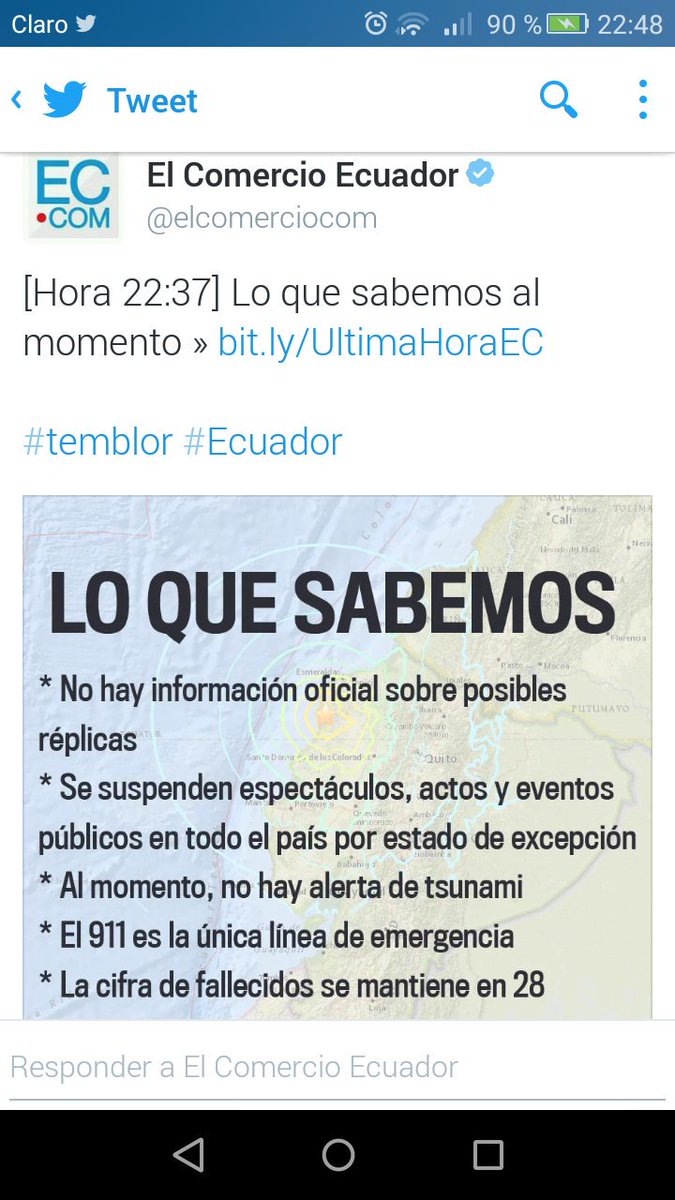 Claro 90 % 22:48
Tweet
EC
•COM
El Comercio Ecuador
@elcomerciocom
[Hora 22:37] Lo que sabemos al
momento » bit.ly/UltimaHoraEC
#temblor #Ecuador
LO QUE SABEMOS
* No hay información oficial sobre posibles
réplicas
* Se suspenden espectáculos, actos y eventos
públicos en todo el país por estado de excepción
* Al momento, no hay alerta de tsunami
* El 911 es la única línea de emergencia
* La cifra de fallecidos se mantiene en 28
Cali
Florencia
Esmeraldas
Pasto
Mocoa
PUTUMAYO
Ibarra
Santo Domingo de los Colorados
Quito
Portoviejo
Quevedo
Babahoyo
Responder a El Comercio Ecuador